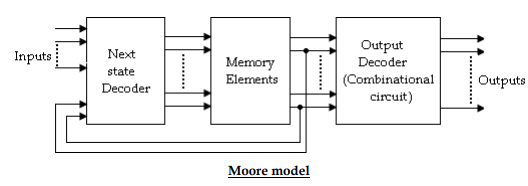 Inputs
Next
state
Decoder
Memory
Elements
Output
Decoder
(Combinational
circuit)
Outputs
Moore model